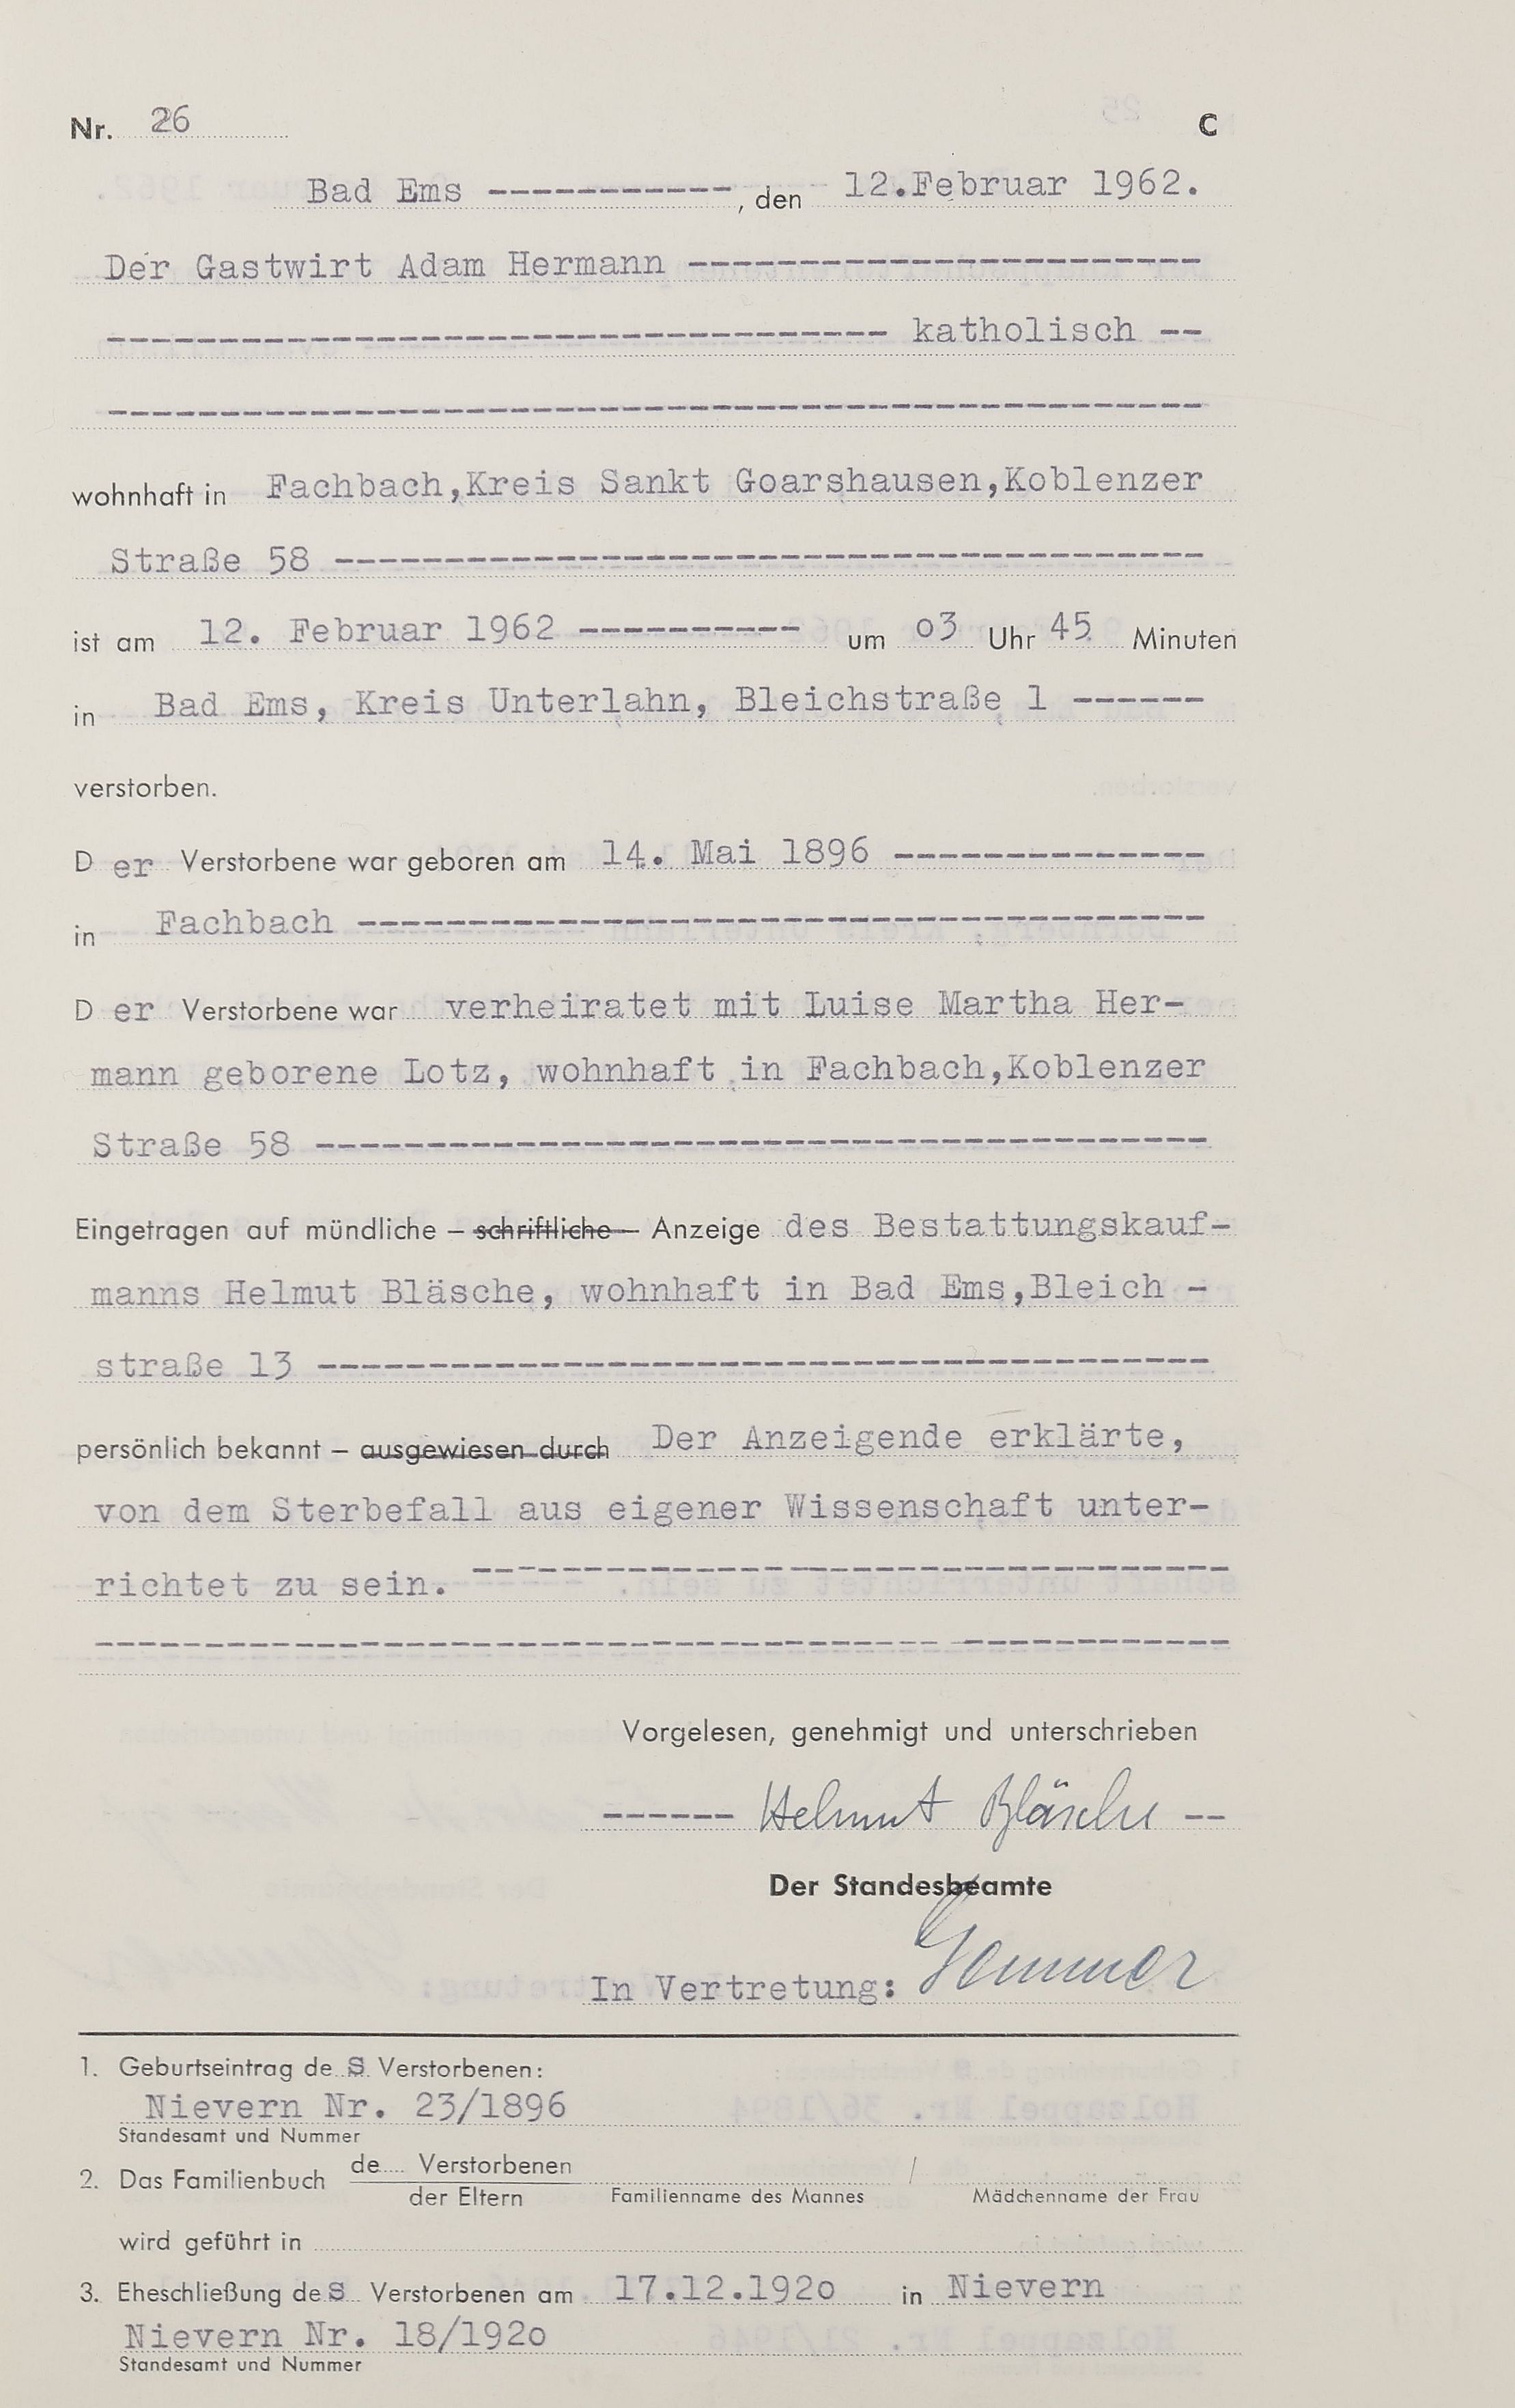 Nr. 26 C
Bad Ems -----------, den 12.Februar 1962.
Der Gastwirt Adam Hermann -----------------------
----------------------------------- katholisch --
-------------------------------------------------
wohnhaft in Fachbach,Kreis Sankt Goarshausen,Koblenzer
Straße 58 ---------------------------------------
ist am 12. Februar 1962 ---------- um o3 Uhr 45 Minuten
in Bad Ems, Kreis Unterlahn, Bleichstraße 1 ------
verstorben.
D er Verstorbene war geboren am 14. Mai 1896 --------------
in Fachbach --------------------------------------
D er Verstorbene war verheiratet mit Luise Martha Her-
mann geborene Lotz, wohnhaft in Fachbach,Koblenzer
Straße 58 ----------------------------------------
Eingetragen auf mündliche – schriftliche – Anzeige des Bestattungskauf-
manns Helmut Bläsche, wohnhaft in Bad Ems,Bleich -
straße 13 ----------------------------------------
persönlich bekannt – ausgewiesen durch Der Anzeigende erklärte,
von dem Sterbefall aus eigener Wissenschaft unter-
richtet zu sein. ----------------------------------
---------------------------------------------------
Vorgelesen, genehmigt und unterschrieben
------ Helmut Bläsche --
Der Standesbeamte
In Vertretung:
1. Geburtseintrag des Verstorbenen:
Nievern Nr. 23/1896
Standesamt und Nummer
2. Das Familienbuch de.... Verstorbenen /
der Eltern Familienname des Mannes Mädchenname der Frau
wird geführt in
3. Eheschließung des Verstorbenen am 17.12.192o in Nievern
Nievern Nr. 18/192o
Standesamt und Nummer